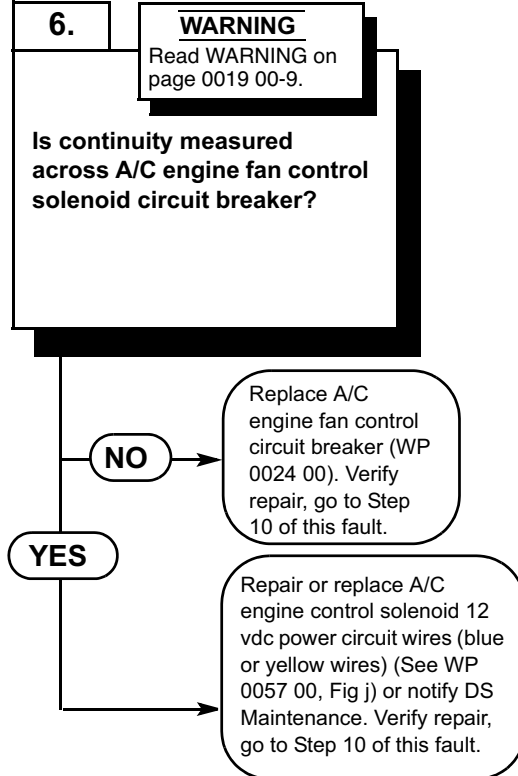 6.
WARNING
Read WARNING on
page 0019 00-9.
Is continuity measured
across A/C engine fan control
solenoid circuit breaker?
NO
Replace A/C
engine fan control
circuit breaker (WP
0024 00). Verify
repair, go to Step
10 of this fault.
YES
Repair or replace A/C
engine control solenoid 12
vdc power circuit wires (blue
or yellow wires) (See WP
0057 00, Fig j) or notify DS
Maintenance. Verify repair,
go to Step 10 of this fault.